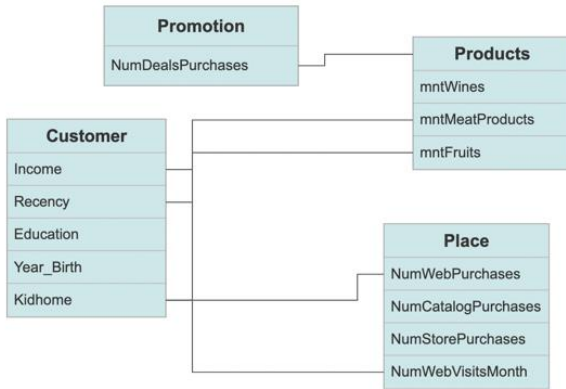 Promotion
NumDealsPurchases
Products
mntWines
mntMeatProducts
mntFruits
Customer
Income
Recency
Education
Year_Birth
Kidhome
Place
NumWebPurchases
NumCatalogPurchases
NumStorePurchases
NumWebVisitsMonth